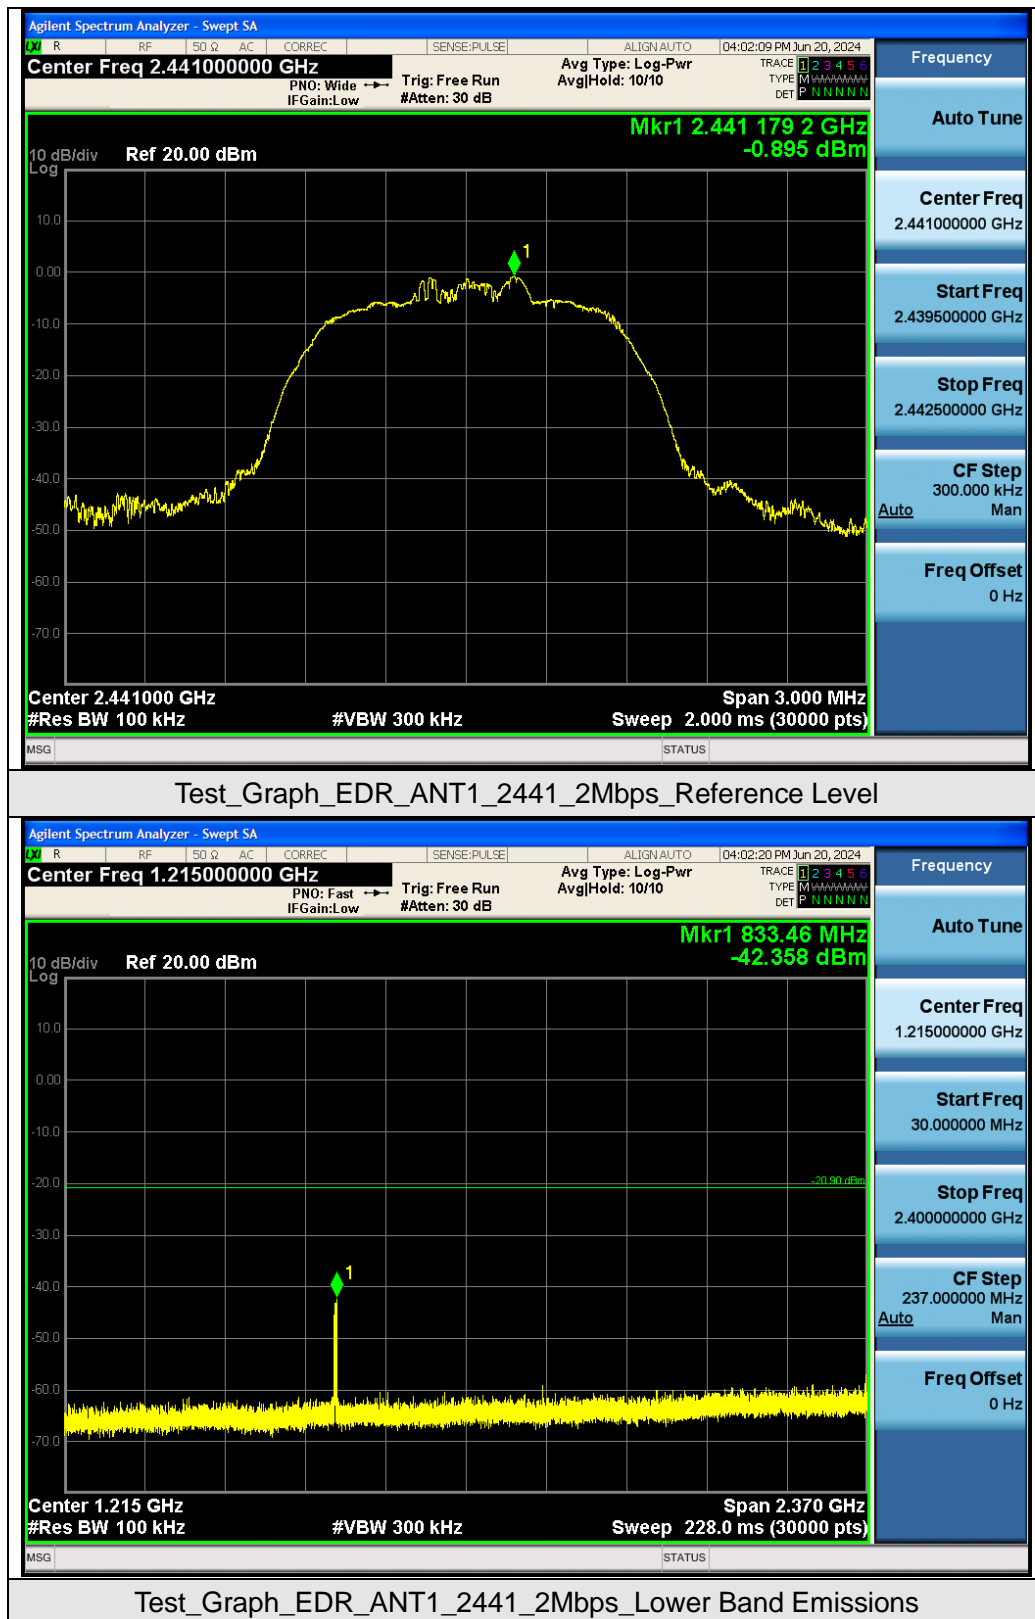 Agilent Spectrum Analyzer - Swept SA
LXI R RF 50 Ω AC CORREC SENSE:PULSE ALIGN AUTO 04:02:09 PM Jun 20, 2024
Center Freq 2.441000000 GHz
PNO: Wide
IFGain:Low
Trig: Free Run
#Atten: 30 dB
Avg Type: Log-Pwr
Avg|Hold: 10/10
TRACE 1 2 3 4 5 6
TYPE M WWWWW
DET P N N N N N
Mkr1 2.441 179 2 GHz
-0.895 dBm
10 dB/div Ref 20.00 dBm
Log
1
10.0
0.00
-10.0
-20.0
-30.0
-40.0
-50.0
-60.0
-70.0
Center 2.441000 GHz Span 3.000 MHz
#Res BW 100 kHz #VBW 300 kHz Sweep 2.000 ms (30000 pts)
MSG STATUS
Frequency
Auto Tune
Center Freq
2.441000000 GHz
Start Freq
2.439500000 GHz
Stop Freq
2.442500000 GHz
CF Step
300.000 kHz
Auto Man
Freq Offset
0 Hz
Test_Graph_EDR_ANT1_2441_2Mbps_Reference Level
Agilent Spectrum Analyzer - Swept SA
LXI R RF 50 Ω AC CORREC SENSE:PULSE ALIGN AUTO 04:02:20 PM Jun 20, 2024
Center Freq 1.215000000 GHz
PNO: Fast
IFGain:Low
Trig: Free Run
#Atten: 30 dB
Avg Type: Log-Pwr
Avg|Hold: 10/10
TRACE 1 2 3 4 5 6
TYPE M WWWWW
DET P N N N N N
Mkr1 833.46 MHz
-42.358 dBm
10 dB/div Ref 20.00 dBm
Log
10.0
0.00
-10.0
-20.0
-20.90 dBm
-30.0
1
-40.0
-50.0
-60.0
-70.0
Center 1.215 GHz Span 2.370 GHz
#Res BW 100 kHz #VBW 300 kHz Sweep 228.0 ms (30000 pts)
MSG STATUS
Frequency
Auto Tune
Center Freq
1.215000000 GHz
Start Freq
30.000000 MHz
Stop Freq
2.400000000 GHz
CF Step
237.000000 MHz
Auto Man
Freq Offset
0 Hz
Test_Graph_EDR_ANT1_2441_2Mbps_Lower Band Emissions